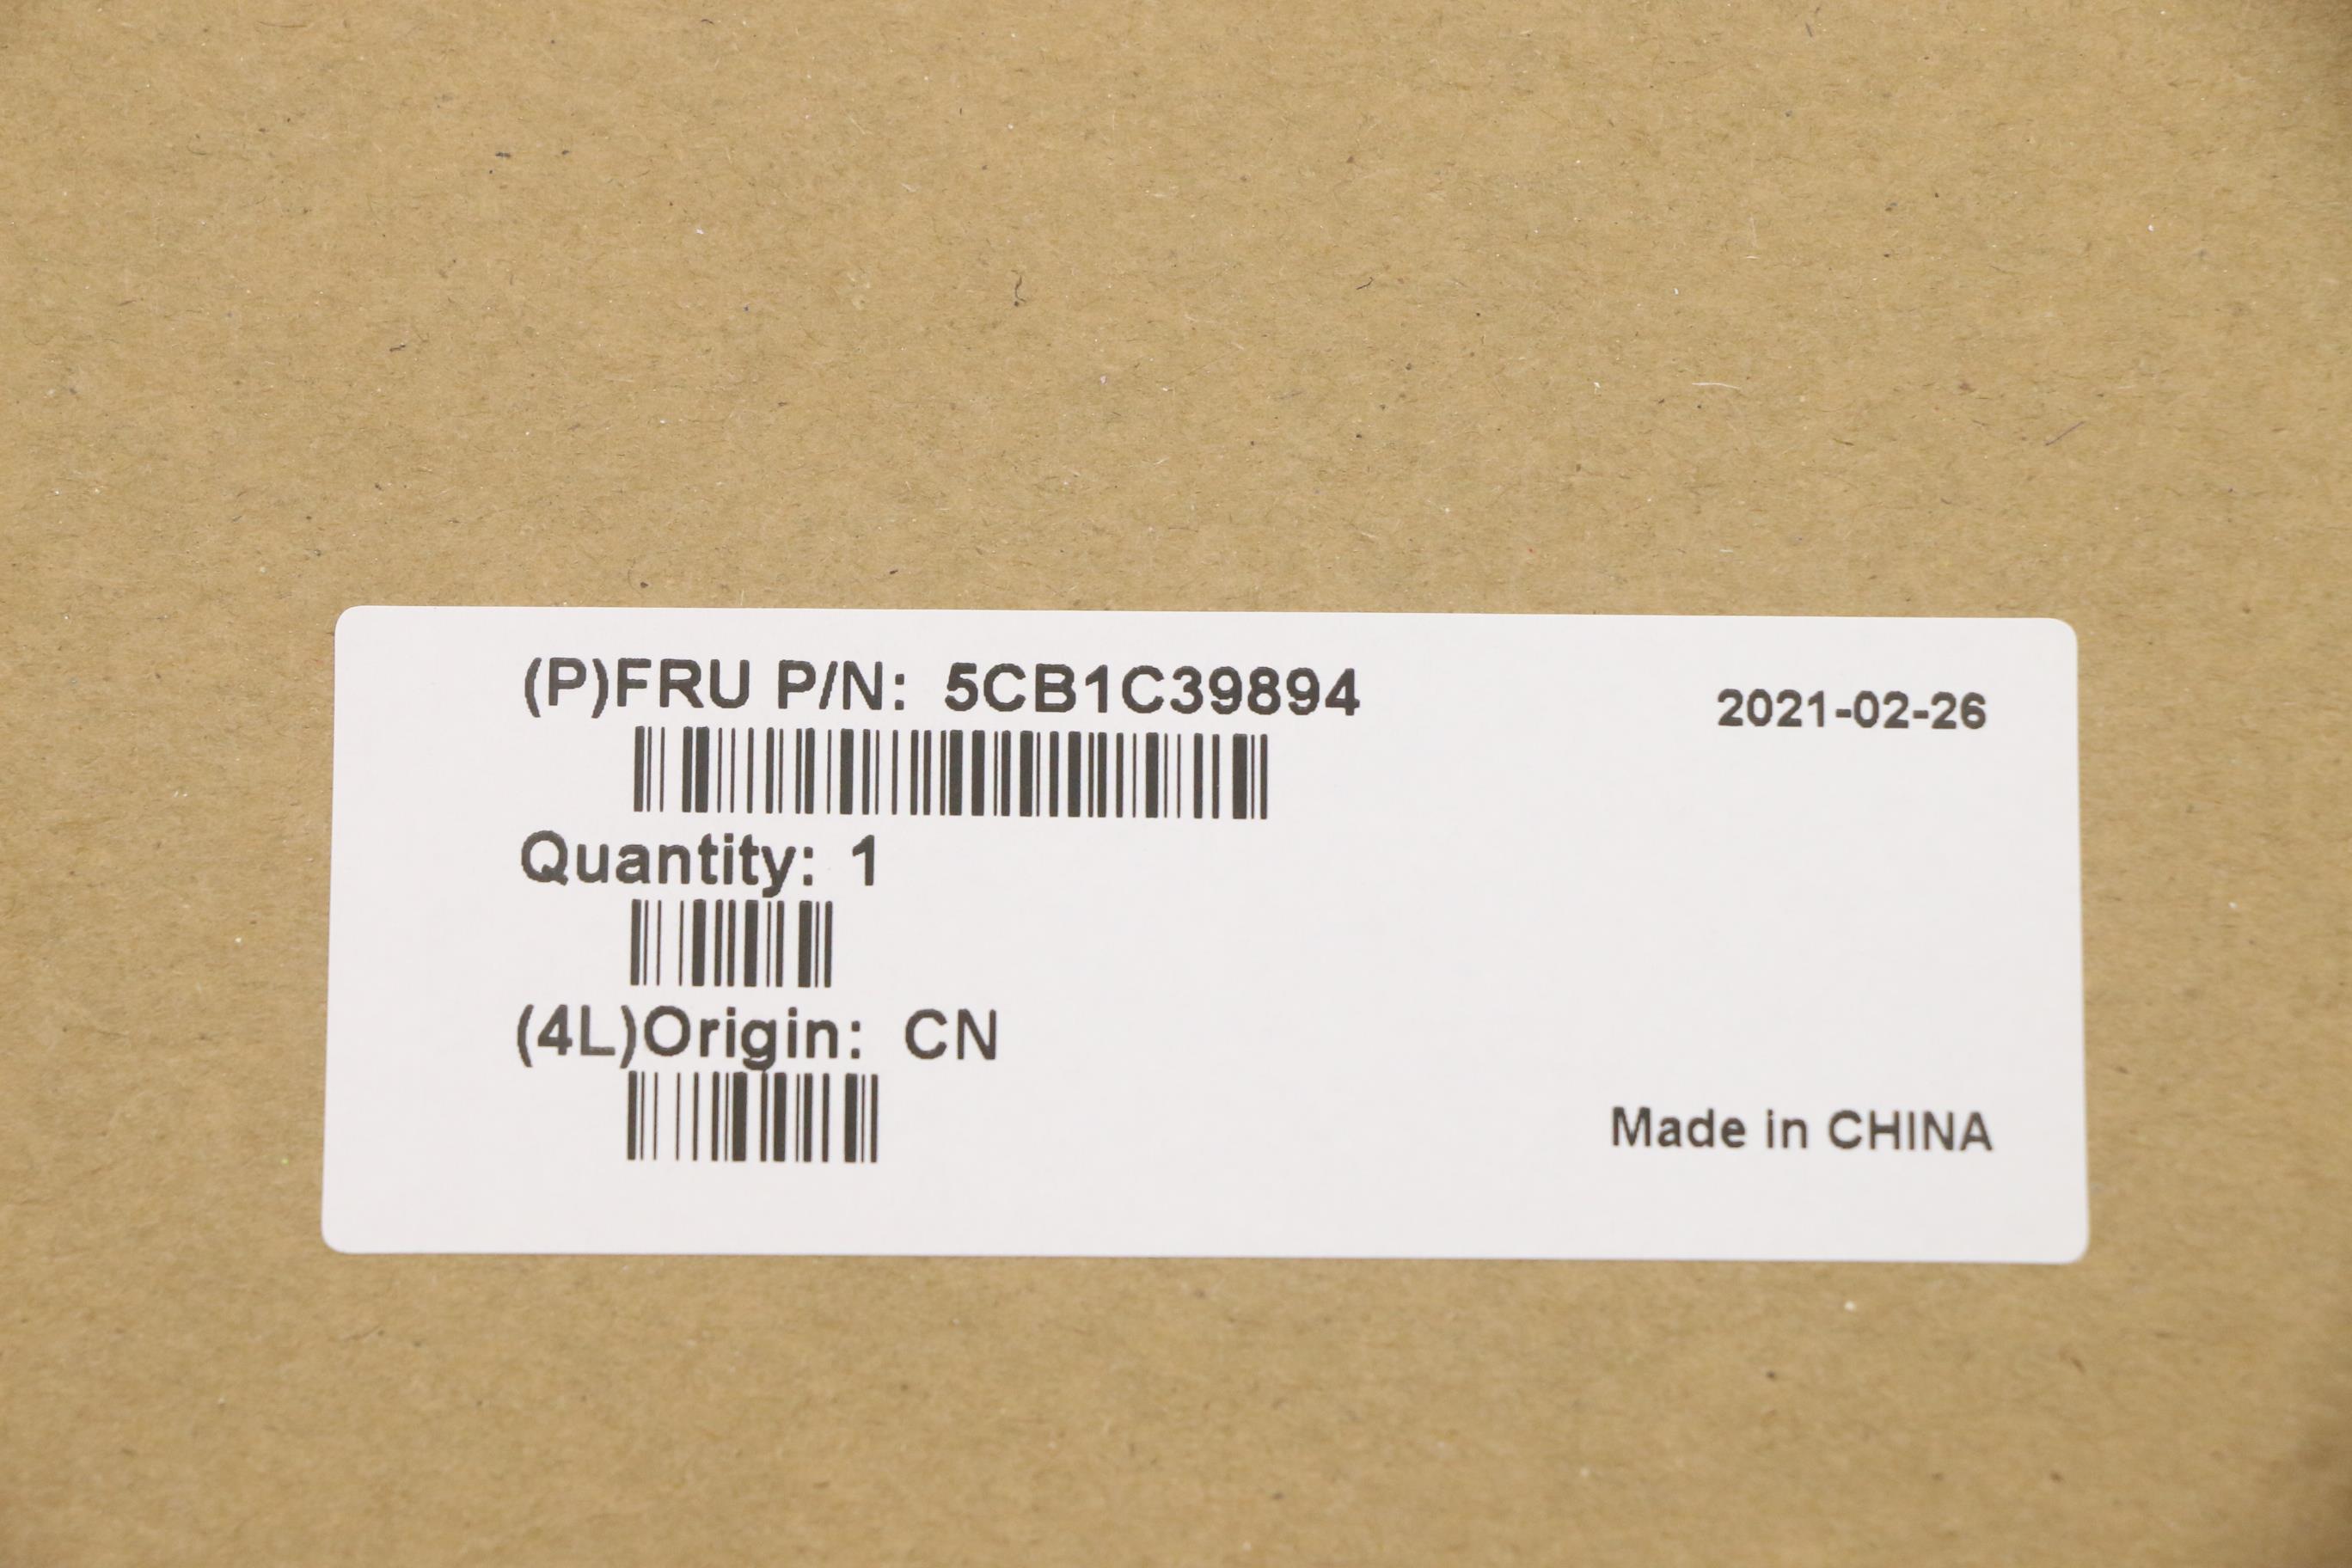 (P)FRU P/N: 5CB1C39894
2021-02-26
Quantity: 1
(4L)Origin: CN
Made in CHINA